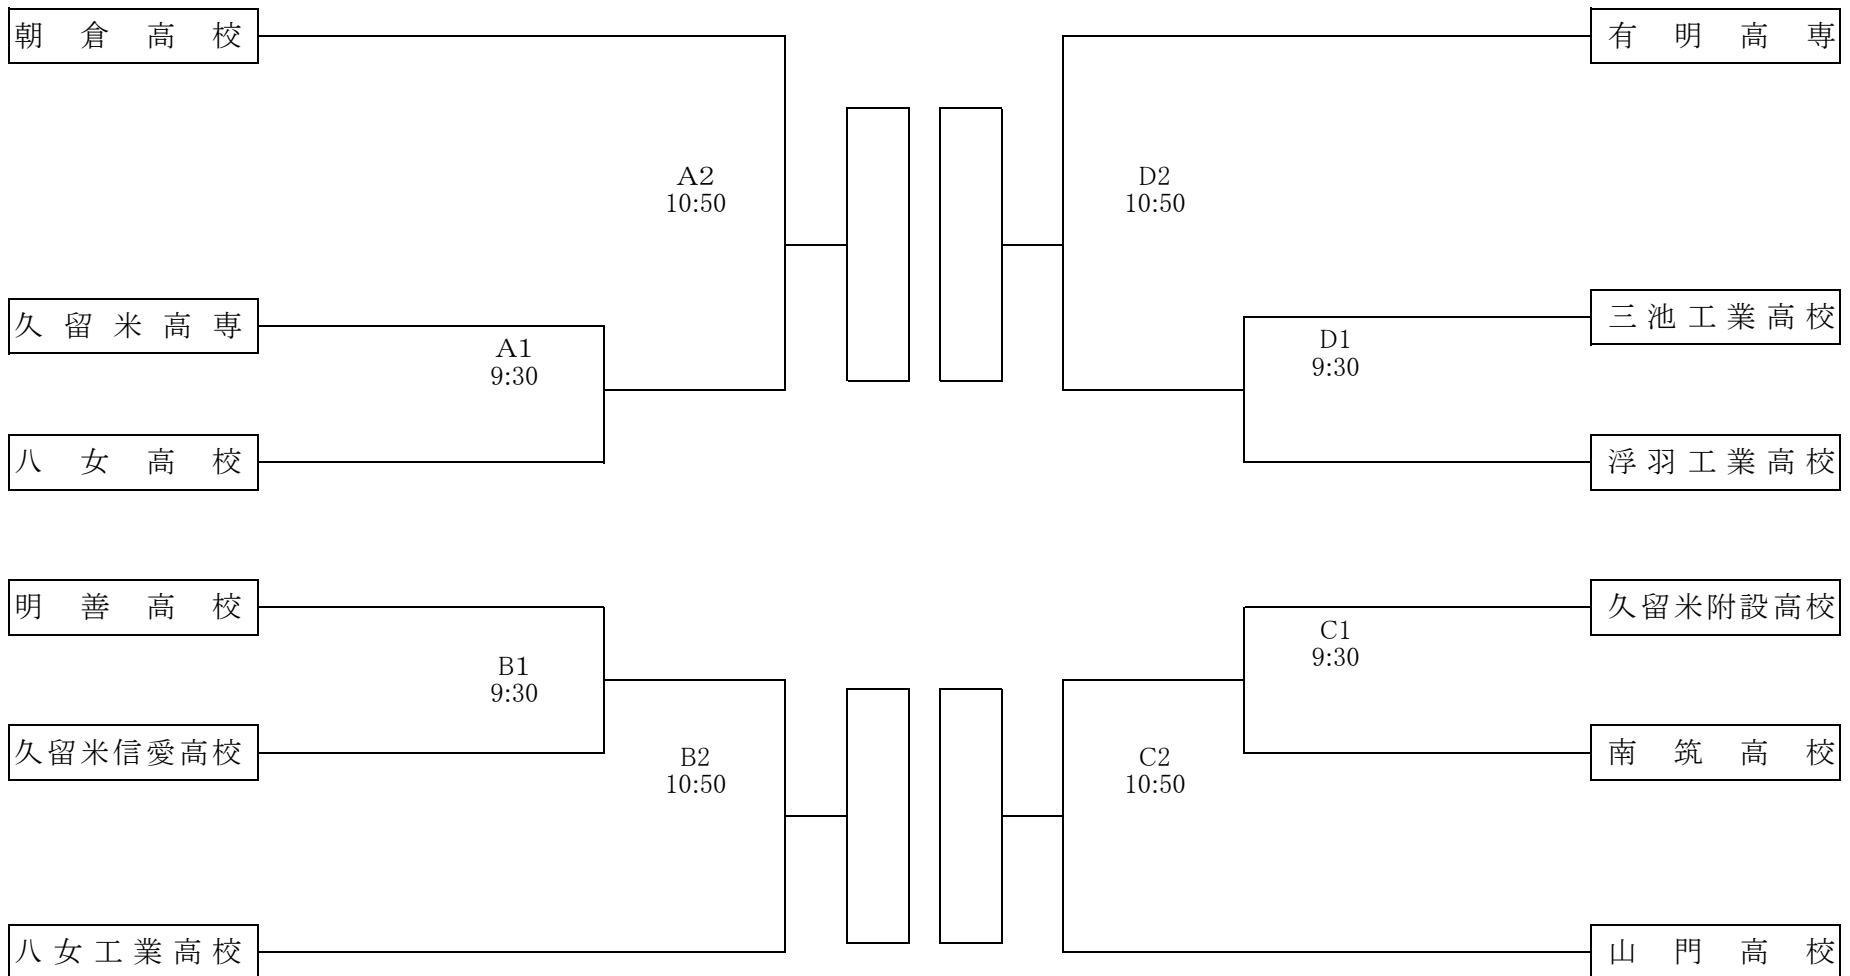 朝倉高校
有明高専
A2
10:50
D2
10:50
久留米高専
三池工業高校
A1
9:30
D1
9:30
八女高校
浮羽工業高校
明善高校
久留米附設高校
C1
9:30
B1
9:30
久留米信愛高校
南筑高校
B2
10:50
C2
10:50
八女工業高校
山門高校